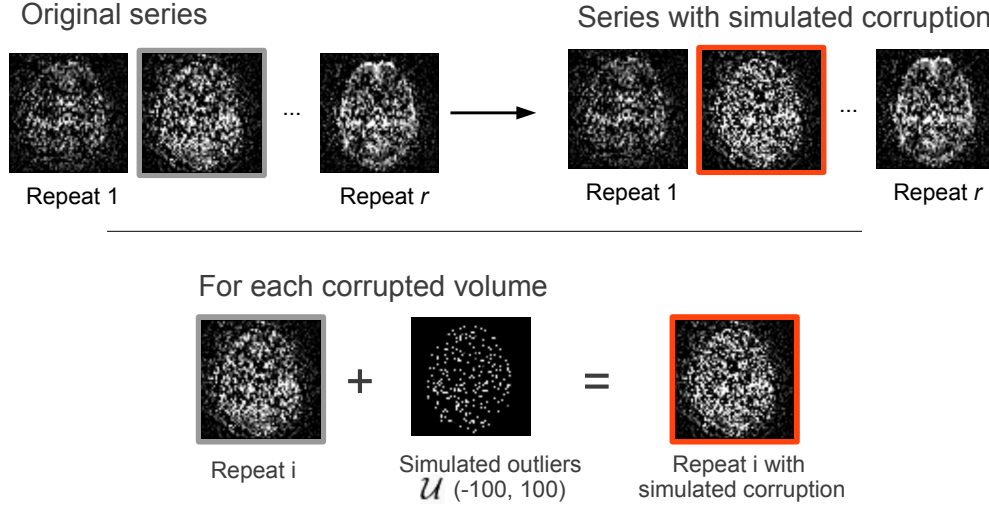 Original series
Series with simulated corruption
...
...
Repeat 1
Repeat r
Repeat 1
Repeat r
For each corrupted volume
+
=
Repeat i
Simulated outliers
U (-100, 100)
Repeat i with
simulated corruption